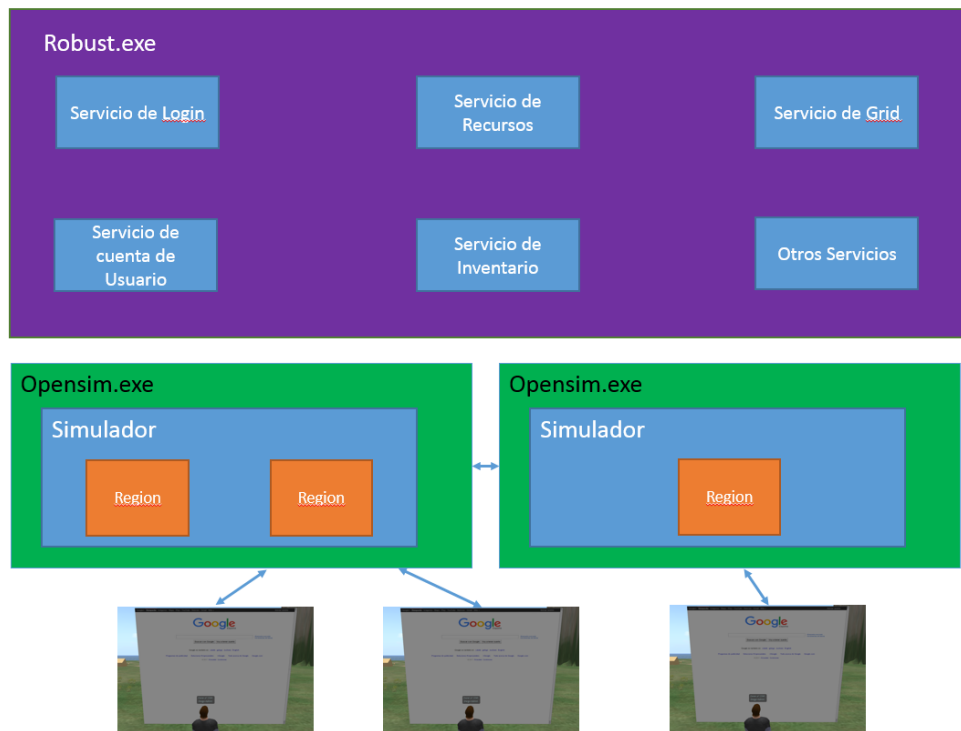 Robust.exe
Servicio de Login
Servicio de
Recursos
Servicio de Grid
Servicio de
cuenta de
Usuario
Servicio de
Inventario
Otros Servicios
Opensim.exe
Simulador
Region
Region
Opensim.exe
Simulador
Region
Google
Google
Google